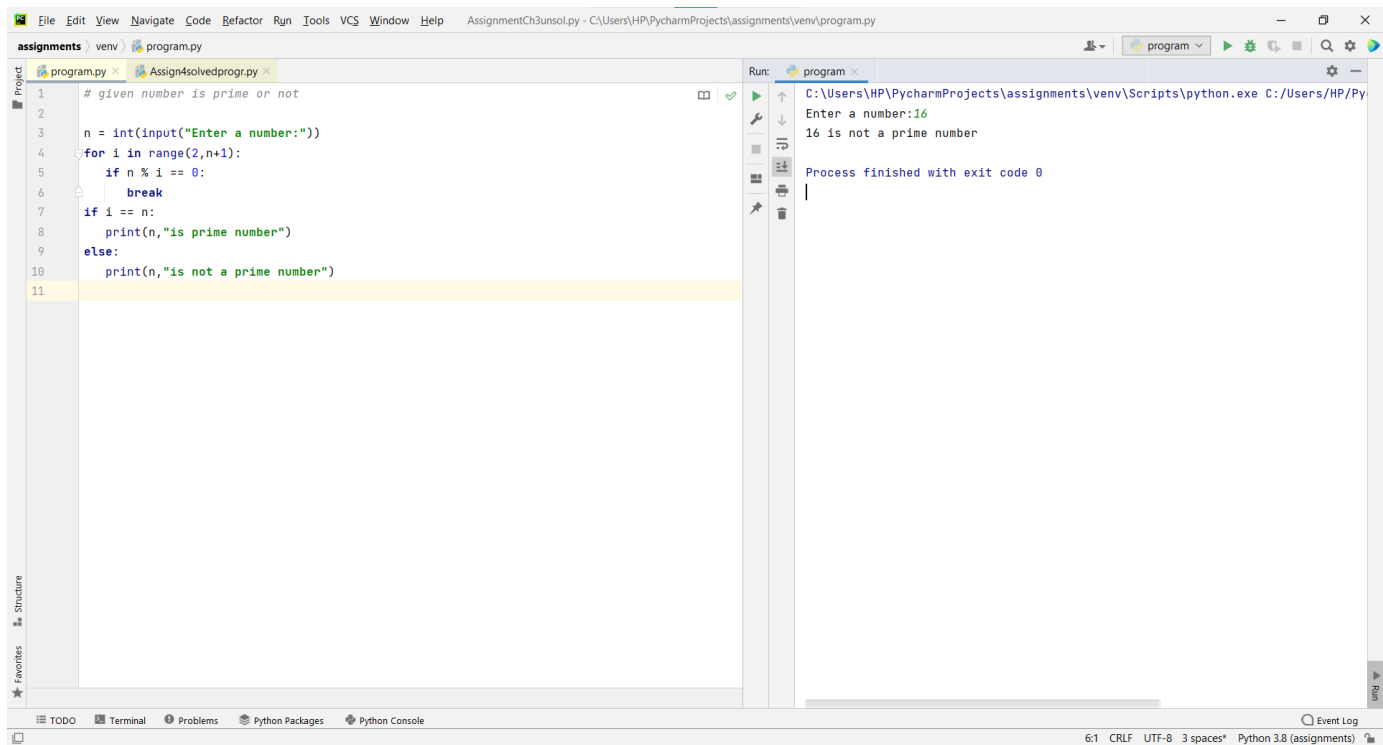 PC File Edit View Navigate Code Refactor Run Tools VCS Window Help AssignmentCh3unsol.py - C:\Users\HP\PycharmProjects\assignments\venv\program.py
assignments venv program.py program
program.py Assign4solvedprogr.py
Run: program
Project
1 # given number is prime or not
2
3 n = int(input("Enter a number:"))
4 for i in range(2,n+1):
5 if n % i == 0:
6 break
7 if i == n:
8 print(n,"is prime number")
9 else:
10 print(n,"is not a prime number")
11
C:\Users\HP\PycharmProjects\assignments\venv\Scripts\python.exe C:/Users/HP/Py
Enter a number:16
16 is not a prime number
Process finished with exit code 0
Structure
Favorites
Run
TODO Terminal Problems Python Packages Python Console Event Log
6:1 CRLF UTF-8 3 spaces* Python 3.8 (assignments)